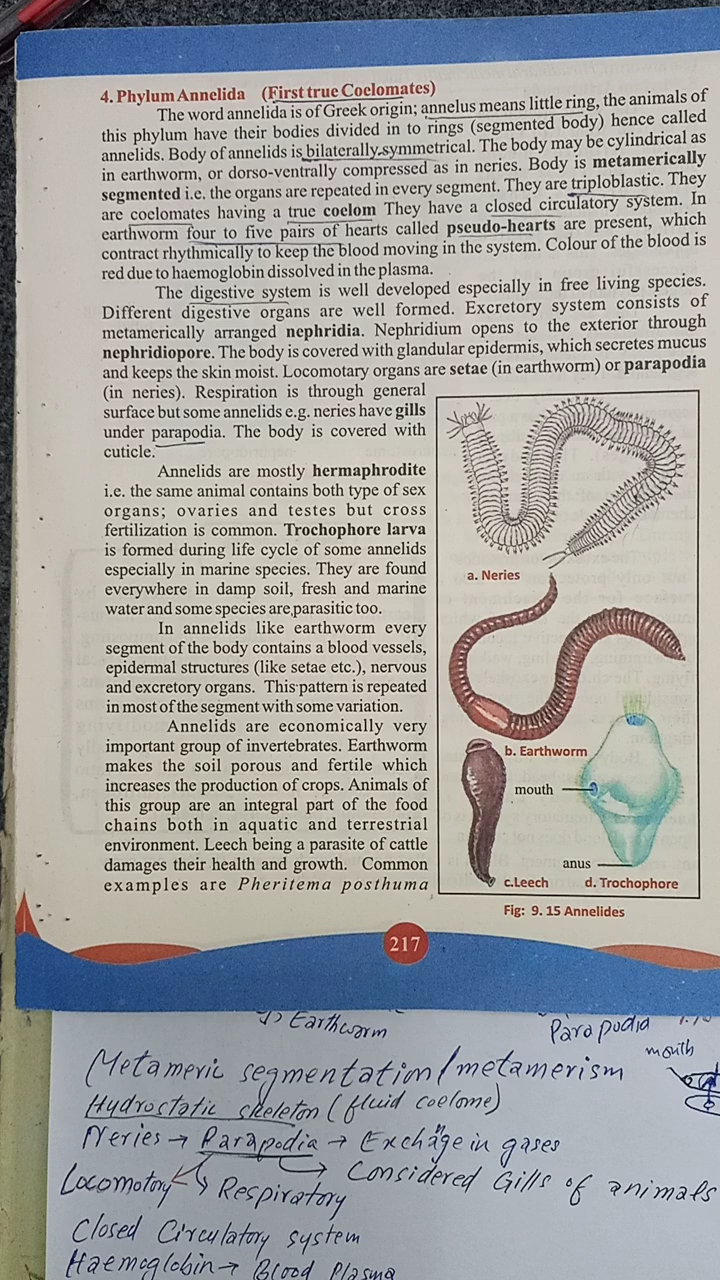 4. Phylum Annelida (First true Coelomates)
The word annelida is of Greek origin; annelus means little ring, the animals of
this phylum have their bodies divided in to rings (segmented body) hence called
annelids. Body of annelids is bilaterally symmetrical. The body may be cylindrical as
in earthworm, or dorso-ventrally compressed as in neries. Body is metamerically
segmented i.e. the organs are repeated in every segment. They are triploblastic. They
are coelomates having a true coelom They have a closed circulatory system. In
earthworm four to five pairs of hearts called pseudo-hearts are present, which
contract rhythmically to keep the blood moving in the system. Colour of the blood is
red due to haemoglobin dissolved in the plasma.
The digestive system is well developed especially in free living species.
Different digestive organs are well formed. Excretory system consists of
metamerically arranged nephridia. Nephridium opens to the exterior through
nephridiopore. The body is covered with glandular epidermis, which secretes mucus
and keeps the skin moist. Locomotary organs are setae (in earthworm) or parapodia
(in neries). Respiration is through general
surface but some annelids e.g. neries have gills
under parapodia. The body is covered with
cuticle.
Annelids are mostly hermaphrodite
i.e. the same animal contains both type of sex
organs; ovaries and testes but cross
fertilization is common. Trochophore larva
is formed during life cycle of some annelids
especially in marine species. They are found
everywhere in damp soil, fresh and marine
water and some species are parasitic too.
In annelids like earthworm every
segment of the body contains a blood vessels,
epidermal structures (like setae etc.), nervous
and excretory organs. This pattern is repeated
in most of the segment with some variation.
Annelids are economically very
important group of invertebrates. Earthworm
makes the soil porous and fertile which
increases the production of crops. Animals of
this group are an integral part of the food
chains both in aquatic and terrestrial
environment. Leech being a parasite of cattle
damages their health and growth. Common
examples are Pheritema posthuma
a. Neries
b. Earthworm
mouth
anus
c.Leech
d. Trochophore
Fig: 9. 15 Annelides
217
Earthworm
Parapodia
mouth
Metameric segmentation/metamerism
Hydrostatic skeleton (fluid coelome)
Neries → Parapodia → Exchange in gases
Locomotory Respiratory → Considered Gills of animals
Closed Circulatory system
Haemoglobin → Blood Plasma